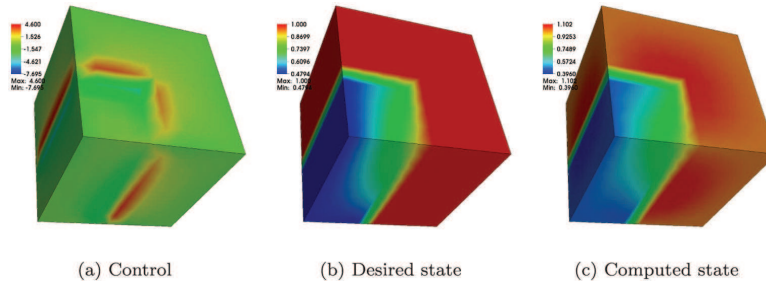 4.600
1.526
-1.547
-4.621
-7.695
Max: 4.600
Min: -7.695
1.000
0.8699
0.7397
0.6096
0.4794
Max: 1.000
Min: 0.4794
1.102
0.9253
0.7489
0.5724
0.3960
Max: 1.102
Min: 0.3960
(a) Control
(b) Desired state
(c) Computed state